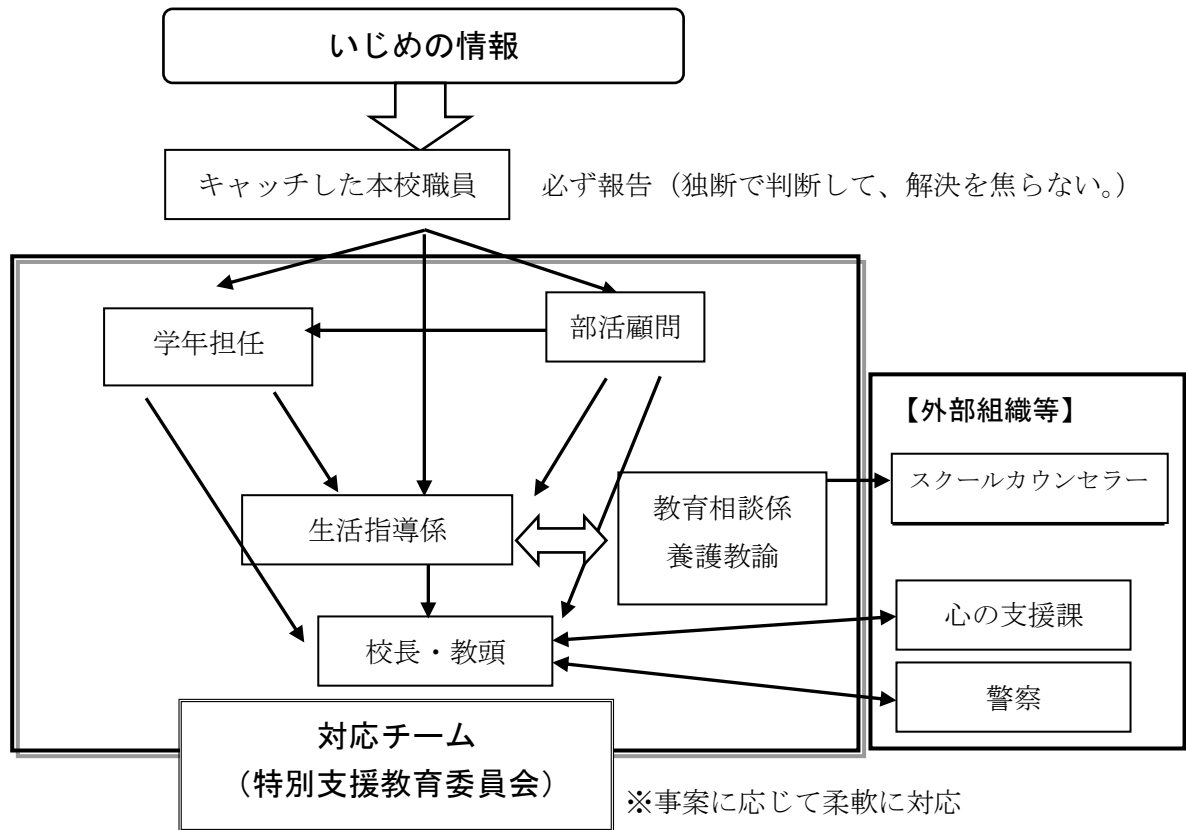 いじめの情報
キャッチした本校職員
必ず報告（独断で判断して、解決を焦らない。）
学年担任
部活顧問
【外部組織等】
スクールカウンセラー
教育相談係
養護教諭
生活指導係
心の支援課
校長・教頭
警察
対応チーム
（特別支援教育委員会）
※事案に応じて柔軟に対応